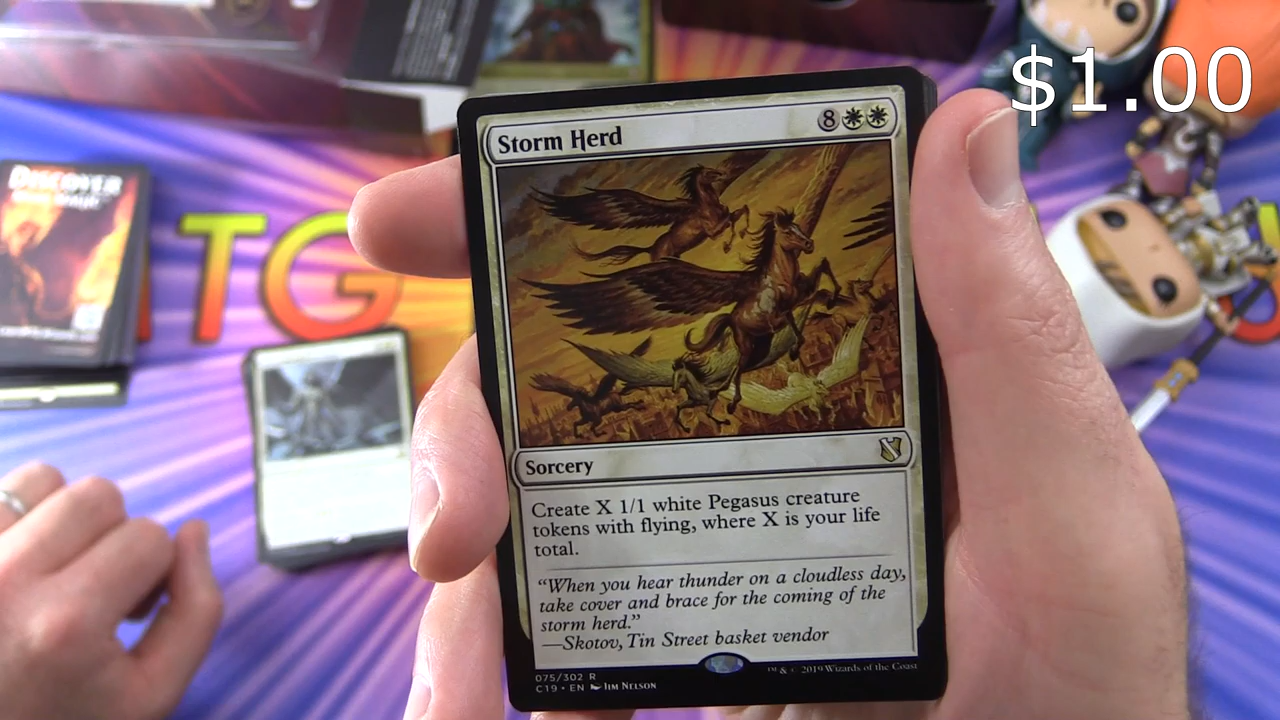 $1.00
Storm Herd
8
DISCOVER
TG
Sorcery
Create X 1/1 white Pegasus creature
tokens with flying, where X is your life
total.
“When you hear thunder on a cloudless day,
take cover and brace for the coming of the
storm herd.”
—Skotov, Tin Street basket vendor
075/302 R
C19 • EN Jim Nelson
™ & © 2019 Wizards of the Coast